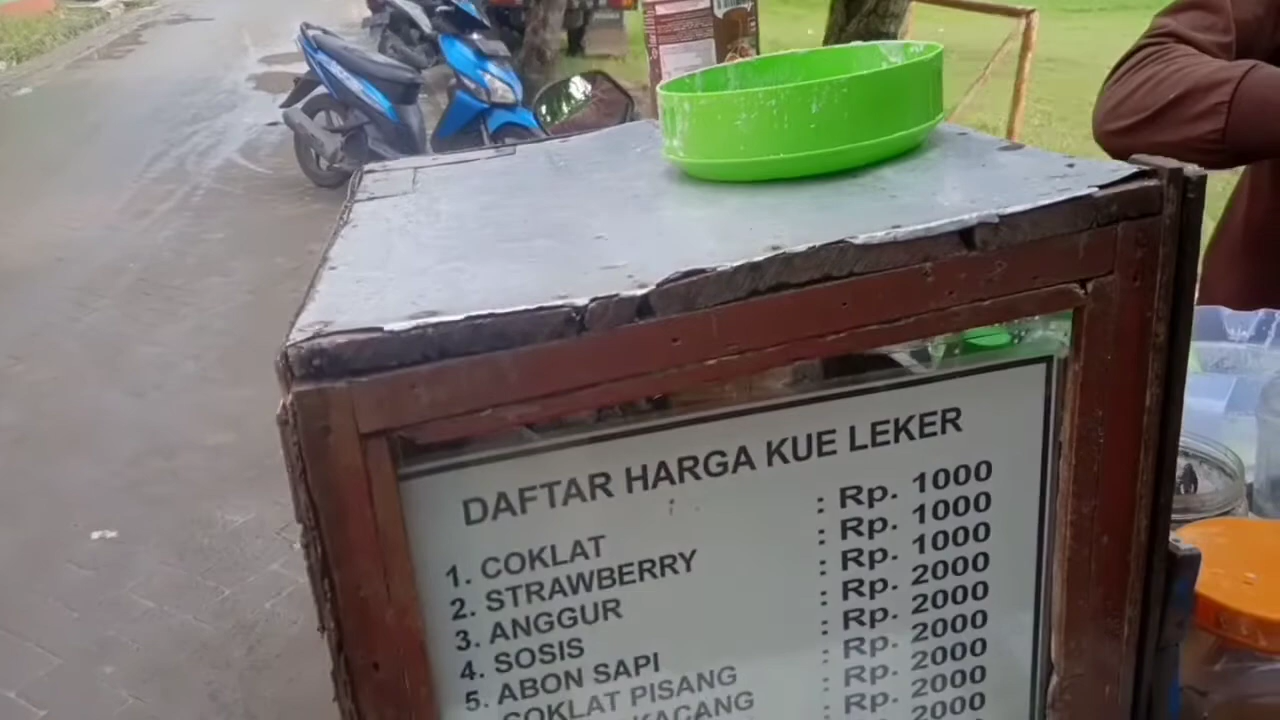 DAFTAR HARGA KUE LEKER
1. COKLAT : Rp. 1000
2. STRAWBERRY : Rp. 1000
3. ANGGUR : Rp. 1000
4. SOSIS : Rp. 2000
5. ABON SAPI : Rp. 2000
COKLAT PISANG : Rp. 2000
KACANG : Rp. 2000
: Rp. 2000
2000